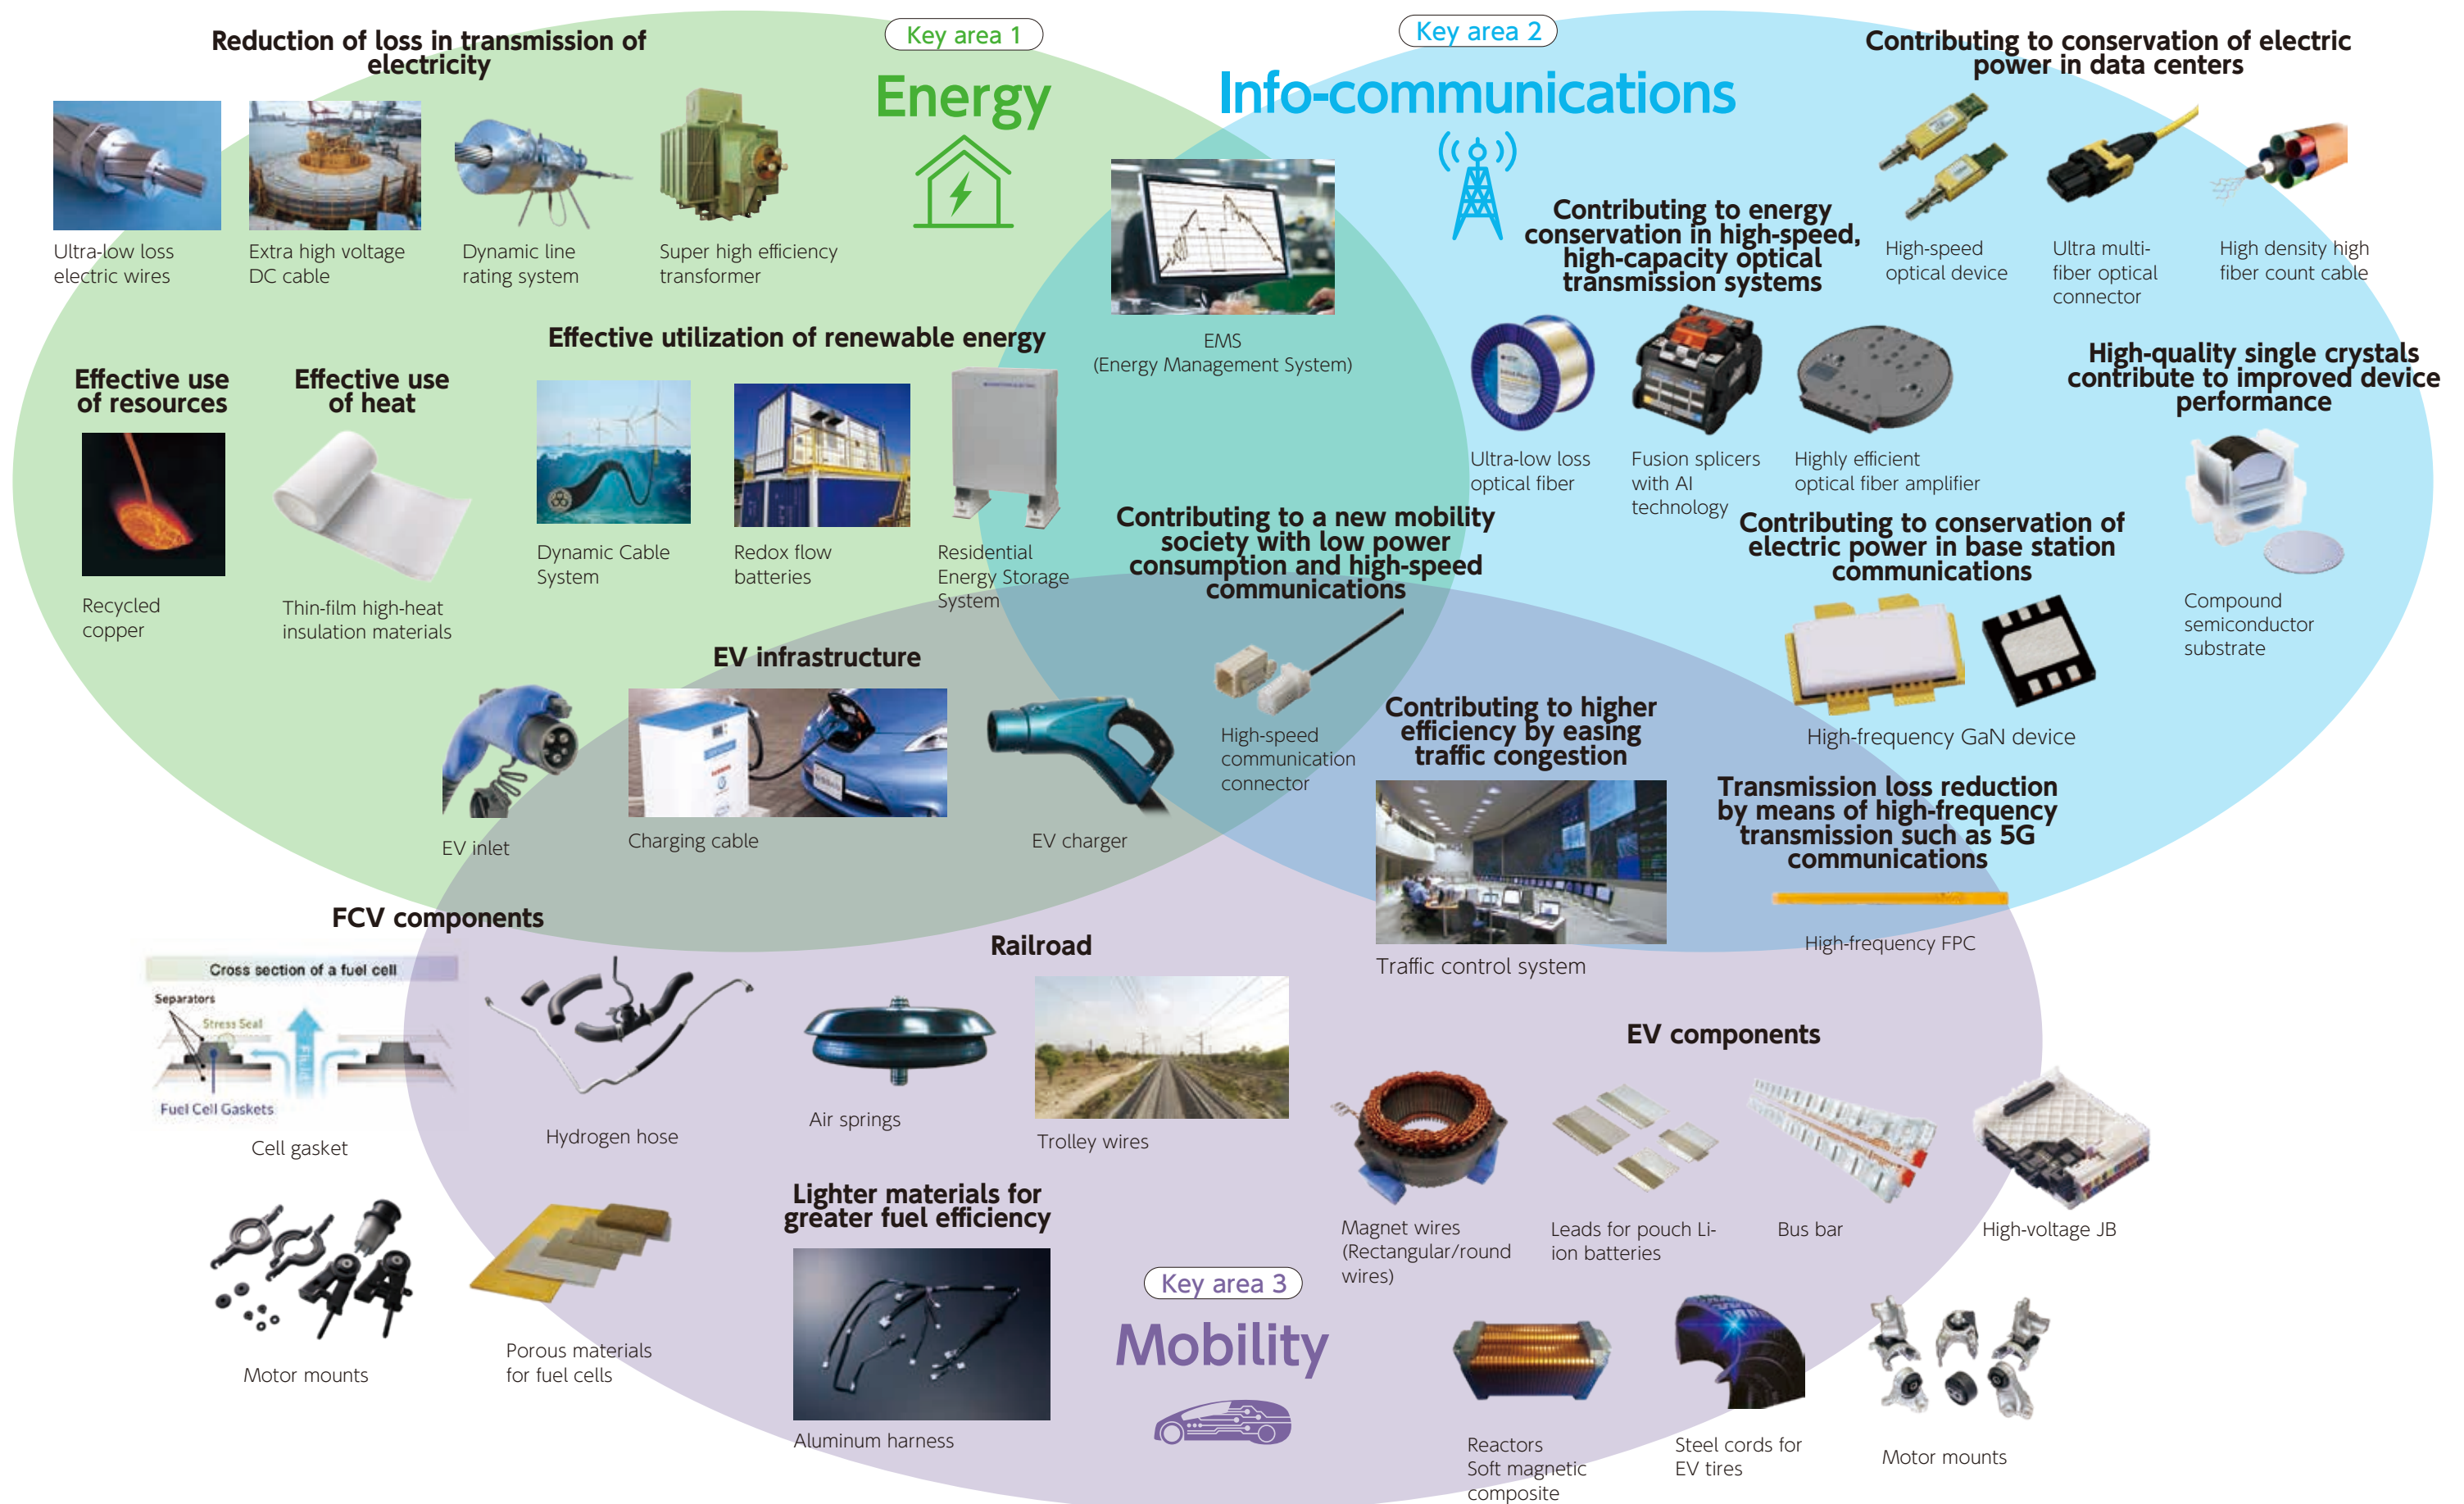 Key area 1
Energy
Key area 2
Info-communications
Reduction of loss in transmission of
electricity
Ultra-low loss
electric wires
Extra high voltage
DC cable
Dynamic line
rating system
Super high efficiency
transformer
Effective use
of resources
Recycled
copper
Effective use
of heat
Thin-film high-heat
insulation materials
Effective utilization of renewable energy
Dynamic Cable
System
Redox flow
batteries
Residential
Energy Storage
System
EMS
(Energy Management System)
Contributing to conservation of electric
power in data centers
High-speed
optical device
Ultra multi-
fiber optical
connector
High density high
fiber count cable
Contributing to energy
conservation in high-speed,
high-capacity optical
transmission systems
Ultra-low loss
optical fiber
Fusion splicers
with AI
technology
Highly efficient
optical fiber amplifier
High-quality single crystals
contribute to improved device
performance
Compound
semiconductor
substrate
Contributing to conservation of
electric power in base station
communications
High-frequency GaN device
Contributing to a new mobility
society with low power
consumption and high-speed
communications
High-speed
communication
connector
EV infrastructure
EV inlet
Charging cable
EV charger
Contributing to higher
efficiency by easing
traffic congestion
Traffic control system
Transmission loss reduction
by means of high-frequency
transmission such as 5G
communications
High-frequency FPC
FCV components
Cross section of a fuel cell
Separators
Stress Seal
Fluid
Fuel Cell Gaskets
Cell gasket
Hydrogen hose
Motor mounts
Porous materials
for fuel cells
Railroad
Air springs
Trolley wires
Lighter materials for
greater fuel efficiency
Aluminum harness
Key area 3
Mobility
EV components
Magnet wires
(Rectangular/round
wires)
Leads for pouch Li-
ion batteries
Bus bar
High-voltage JB
Reactors
Soft magnetic
composite
Steel cords for
EV tires
Motor mounts